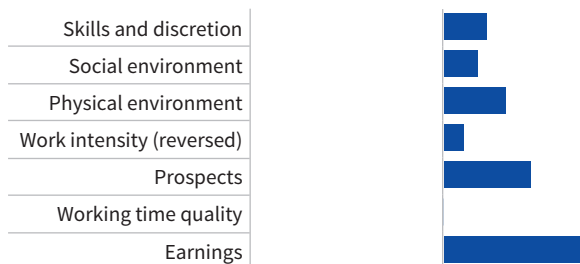 Skills and discretion
Social environment
Physical environment
Work intensity (reversed)
Prospects
Working time quality
Earnings